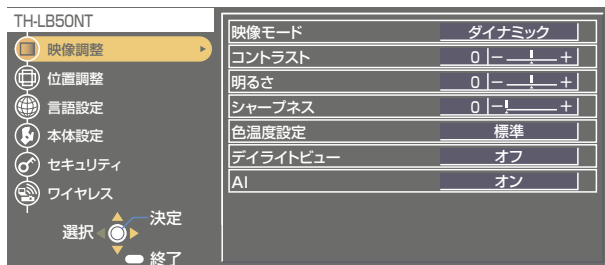 TH-LB50NT
映像調整
位置調整
言語設定
本体設定
セキュリティ
ワイヤレス
選択
決定
終了
映像モード ダイナミック
コントラスト 0 − +
明るさ 0 − +
シャープネス 0 − +
色温度設定 標準
デイライトビュー オフ
AI オン